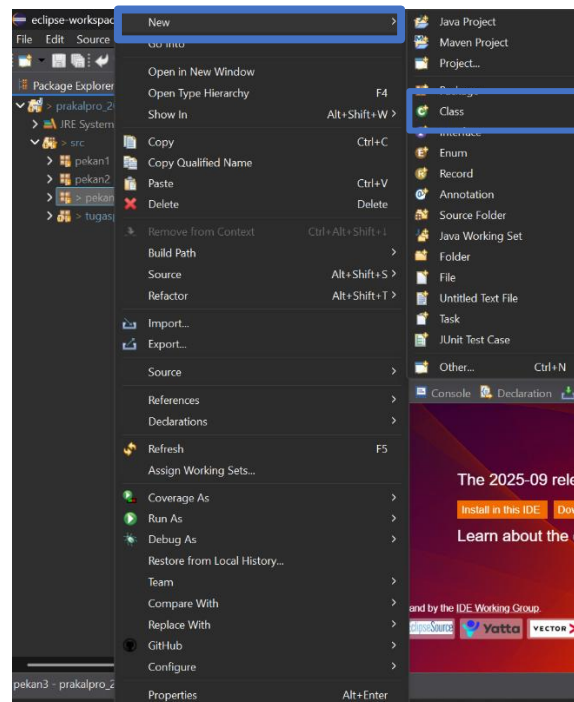 eclipse-workspac
File Edit Source
Package Explorer
> prakalpro_2
JRE System
> src
pekan1
pekan2
> pekan
> tugas
pekan3 - prakalpro_2
New
Go Into
Open in New Window
Open Type Hierarchy F4
Show In Alt+Shift+W >
Copy Ctrl+C
Copy Qualified Name
Paste Ctrl+V
Delete Delete
Remove from Context Ctrl+Alt+Shift+↓
Build Path
Source Alt+Shift+S >
Refactor Alt+Shift+T >
Import...
Export...
Source
References
Declarations
Refresh F5
Assign Working Sets...
Coverage As
Run As
Debug As
Restore from Local History...
Team
Compare With
Replace With
GitHub
Configure
Properties Alt+Enter
Java Project
Maven Project
Project...
Package
Class
Interface
Enum
Record
Annotation
Source Folder
Java Working Set
Folder
File
Untitled Text File
Task
JUnit Test Case
Other... Ctrl+N
Console Declaration
The 2025-09 rele
Install in this IDE Dow
Learn about the
and by the IDE Working Group.
clipseSource Yatta VECTOR